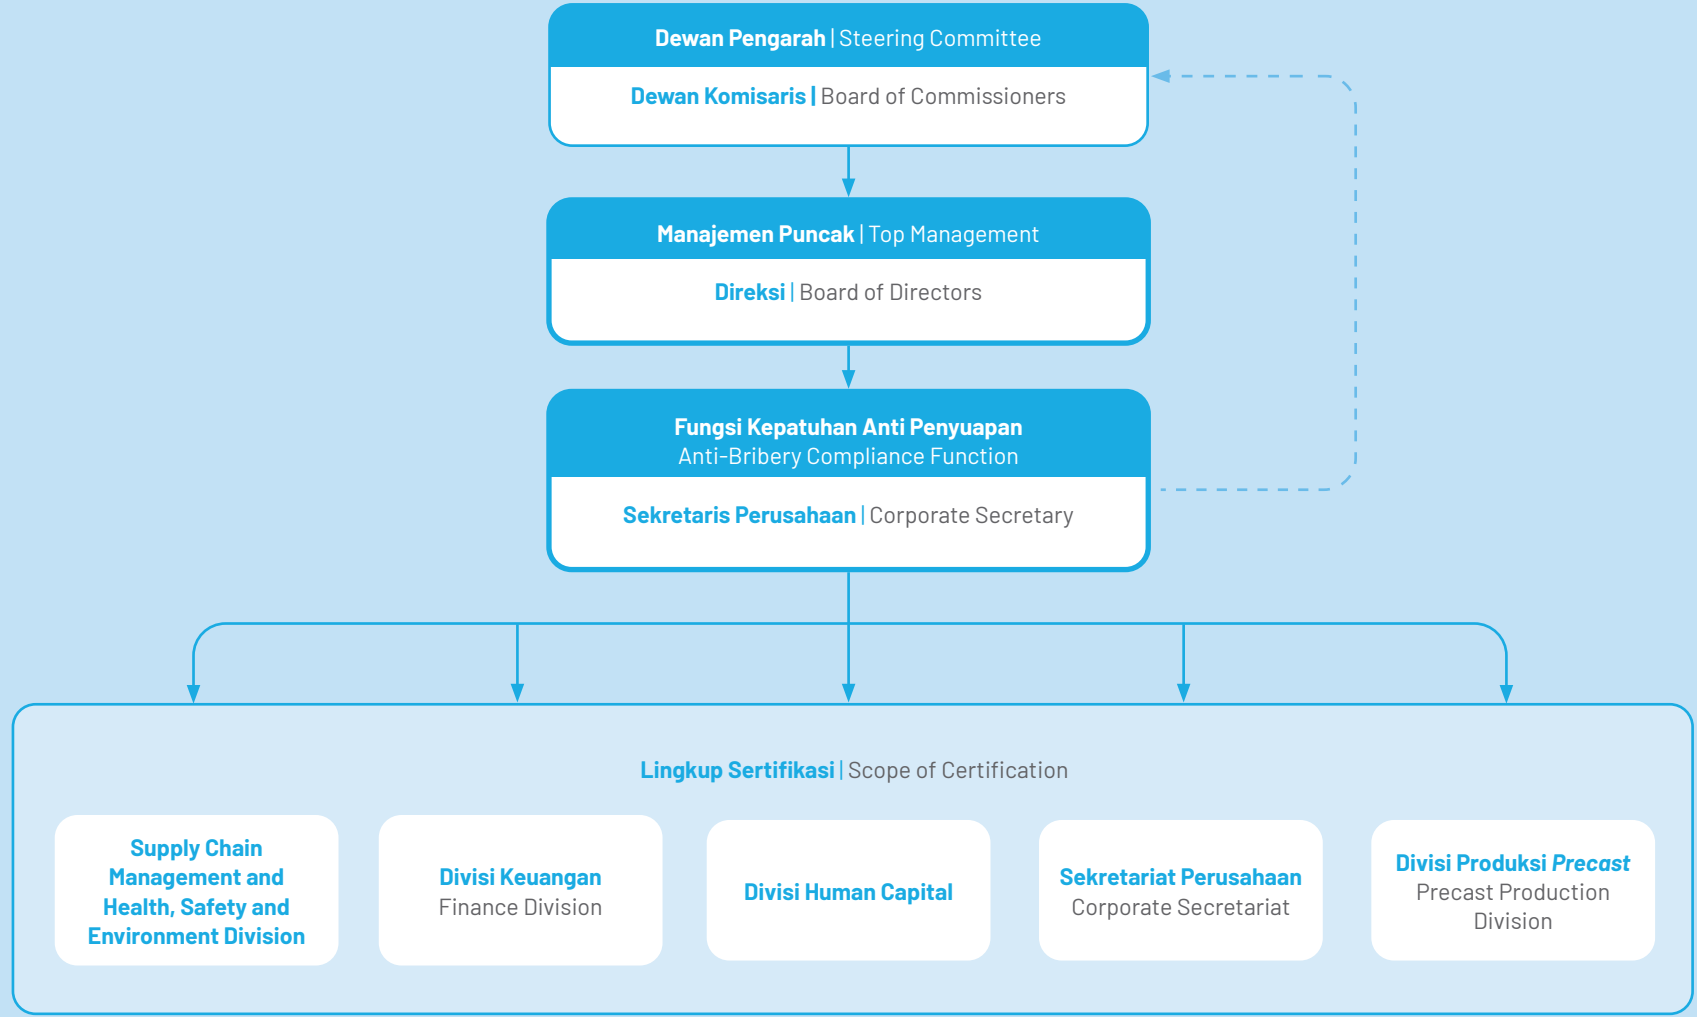 Dewan Pengarah | Steering Committee
Dewan Komisaris | Board of Commissioners
Manajemen Puncak | Top Management
Direksi | Board of Directors
Fungsi Kepatuhan Anti Penyuapan
Anti-Bribery Compliance Function
Sekretaris Perusahaan | Corporate Secretary
Lingkup Sertifikasi | Scope of Certification
Supply Chain
Management and
Health, Safety and
Environment Division
Divisi Keuangan
Finance Division
Divisi Human Capital
Sekretariat Perusahaan
Corporate Secretariat
Divisi Produksi Precast
Precast Production
Division